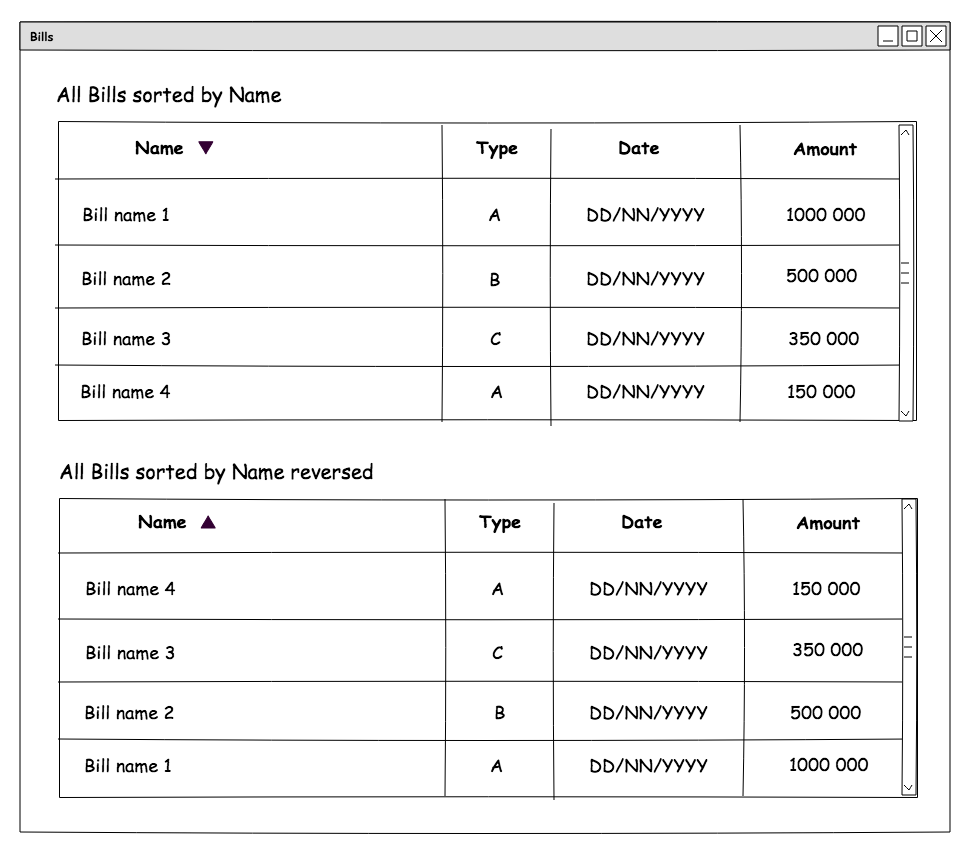 Bills
All Bills sorted by Name
Name Type Date Amount
Bill name 1 A DD/NN/YYYY 1000 000
Bill name 2 B DD/NN/YYYY 500 000
Bill name 3 C DD/NN/YYYY 350 000
Bill name 4 A DD/NN/YYYY 150 000
All Bills sorted by Name reversed
Name Type Date Amount
Bill name 4 A DD/NN/YYYY 150 000
Bill name 3 C DD/NN/YYYY 350 000
Bill name 2 B DD/NN/YYYY 500 000
Bill name 1 A DD/NN/YYYY 1000 000